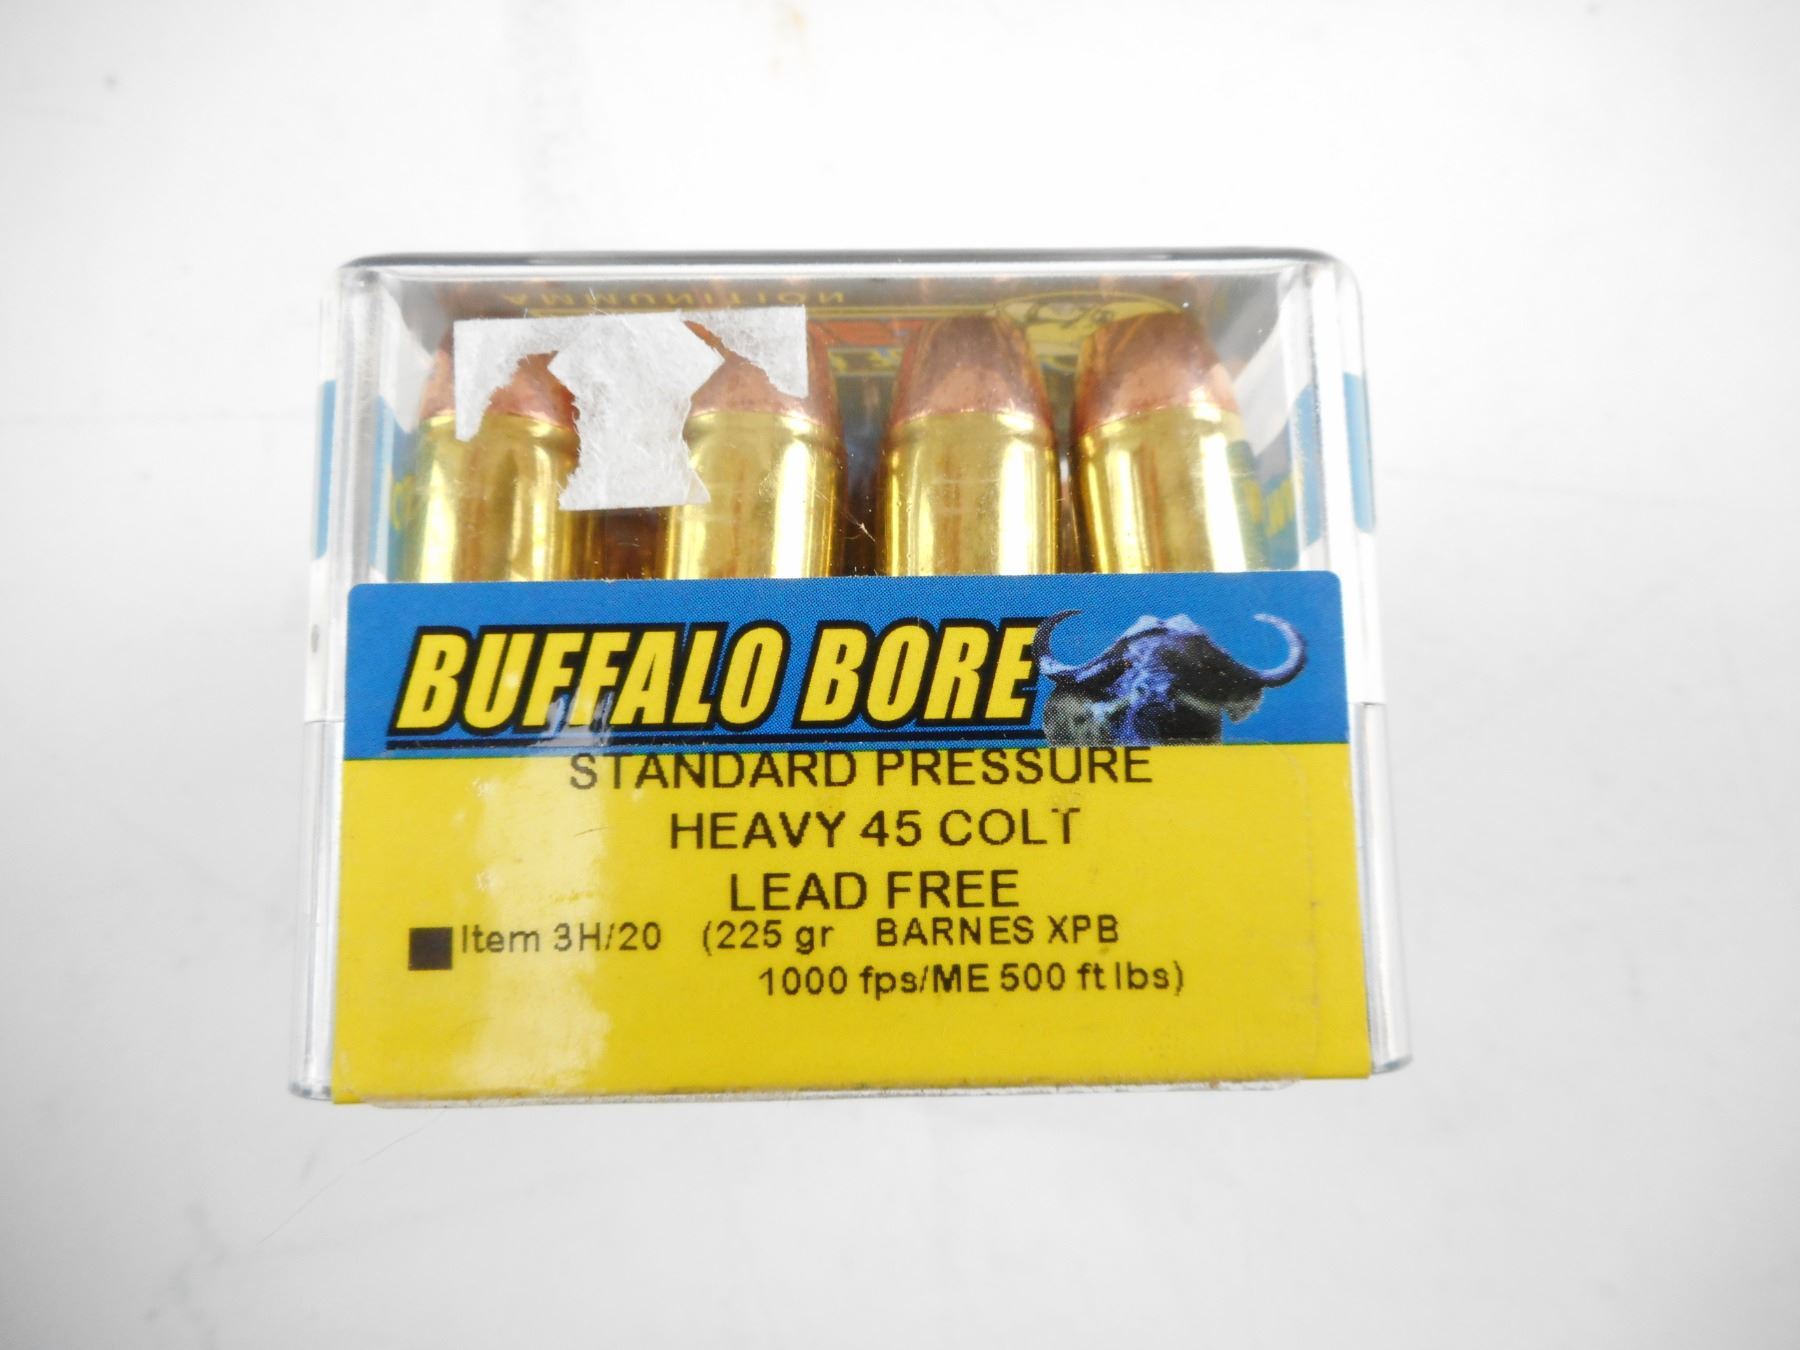 AMMUNITION
BUFFALO BORE
STANDARD PRESSURE
HEAVY 45 COLT
LEAD FREE
Item 3H/20 (225 gr BARNES XPB
1000 fps/ME 500 ft lbs)